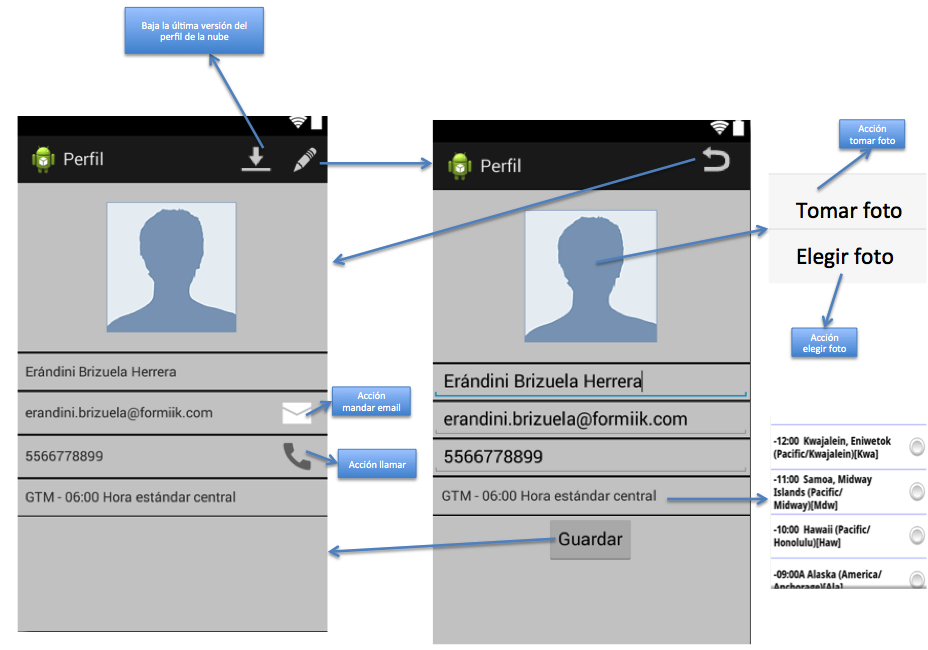 Baja la última versión del
perfil de la nube
Perfil
Erándini Brizuela Herrera
erandini.brizuela@formiik.com
5566778899
GTM - 06:00 Hora estándar central
Acción
mandar email
Acción llamar
Perfil
Erándini Brizuela Herrera
erandini.brizuela@formiik.com
5566778899
GTM - 06:00 Hora estándar central
Guardar
Acción
tomar foto
Tomar foto
Elegir foto
Acción
elegir foto
-12:00 Kwajalein, Eniwetok
(Pacific/Kwajalein)[Kwa]
-11:00 Samoa, Midway
Islands (Pacific/
Midway)[Mdw]
-10:00 Hawaii (Pacific/
Honolulu)[Haw]
-09:00A Alaska (America/
Anchorage)[Ala]